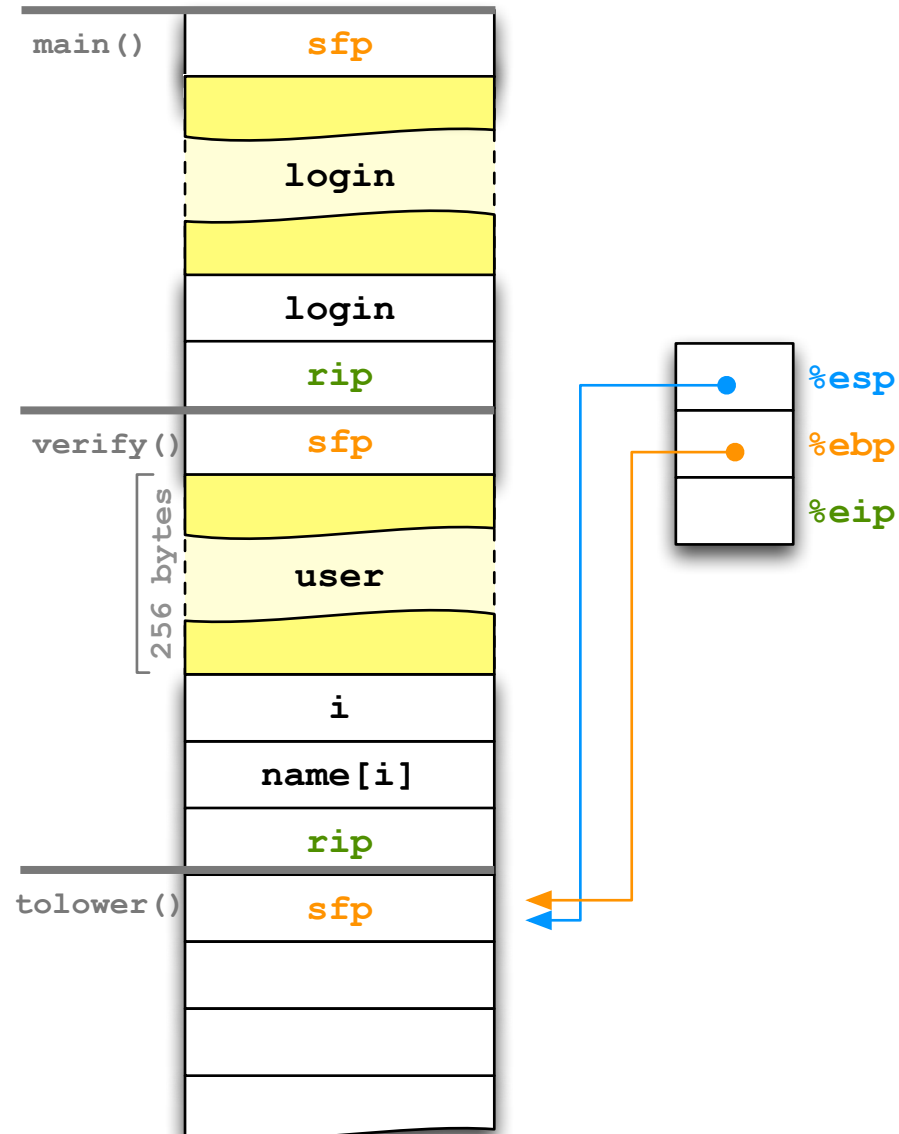 main()
sfp
login
login
rip
%esp
verify()
sfp
%ebp
%eip
256 bytes
user
i
name[i]
rip
tolower()
sfp